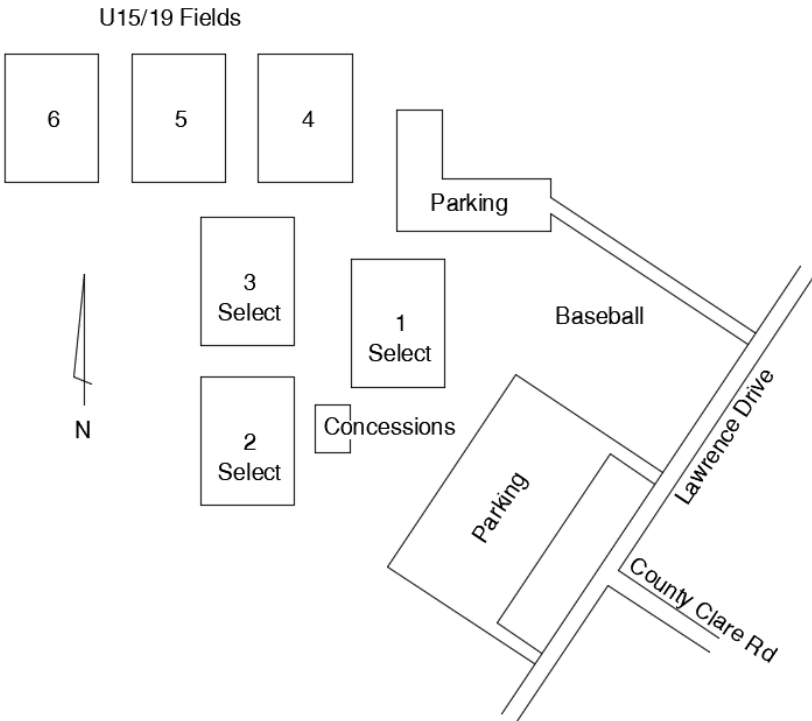 U15/19 Fields
6
5
4
Parking
3
Select
1
Select
Baseball
N
2
Select
Concessions
Parking
Lawrence Drive
County Clare Rd